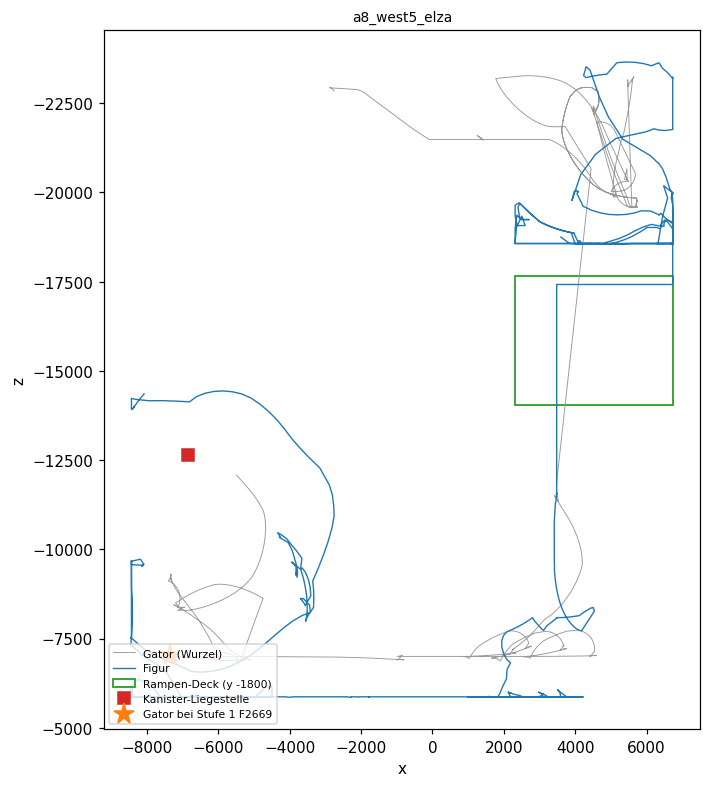 a8_west5_elza
−22500
−20000
−17500
−15000
−12500
−10000
−7500
−5000
z
Gator (Wurzel)
Figur
Rampen-Deck (y -1800)
Kanister-Liegestelle
Gator bei Stufe 1 F2669
−8000 −6000 −4000 −2000 0 2000 4000 6000
x